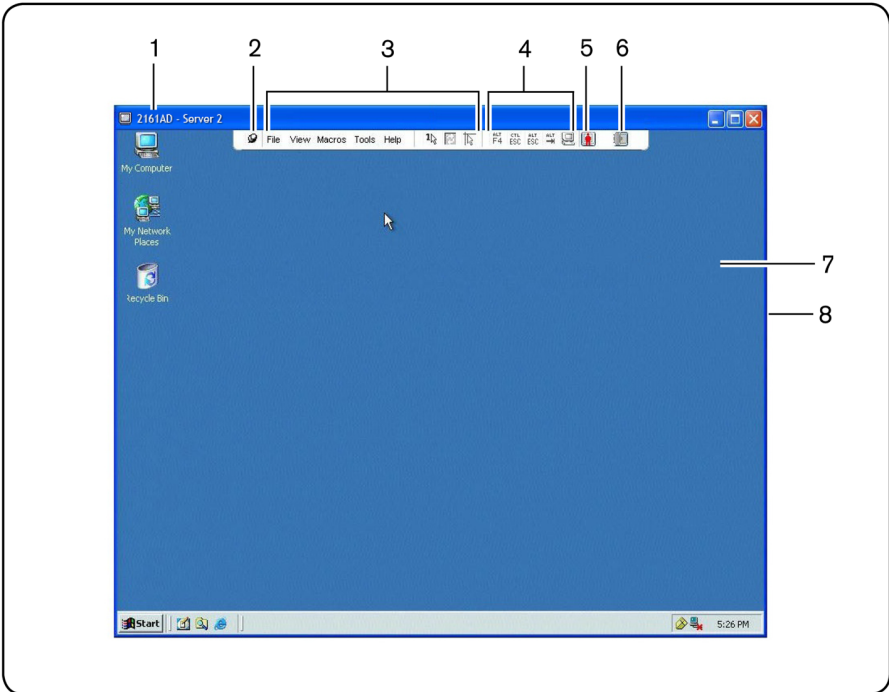 1 2 3 4 5 6
2161AD - Server 2
File View Macros Tools Help
ALT F4 CTL ESC ALT ESC ALT
My Computer
My Network Places
Recycle Bin
7
8
Start
5:26 PM